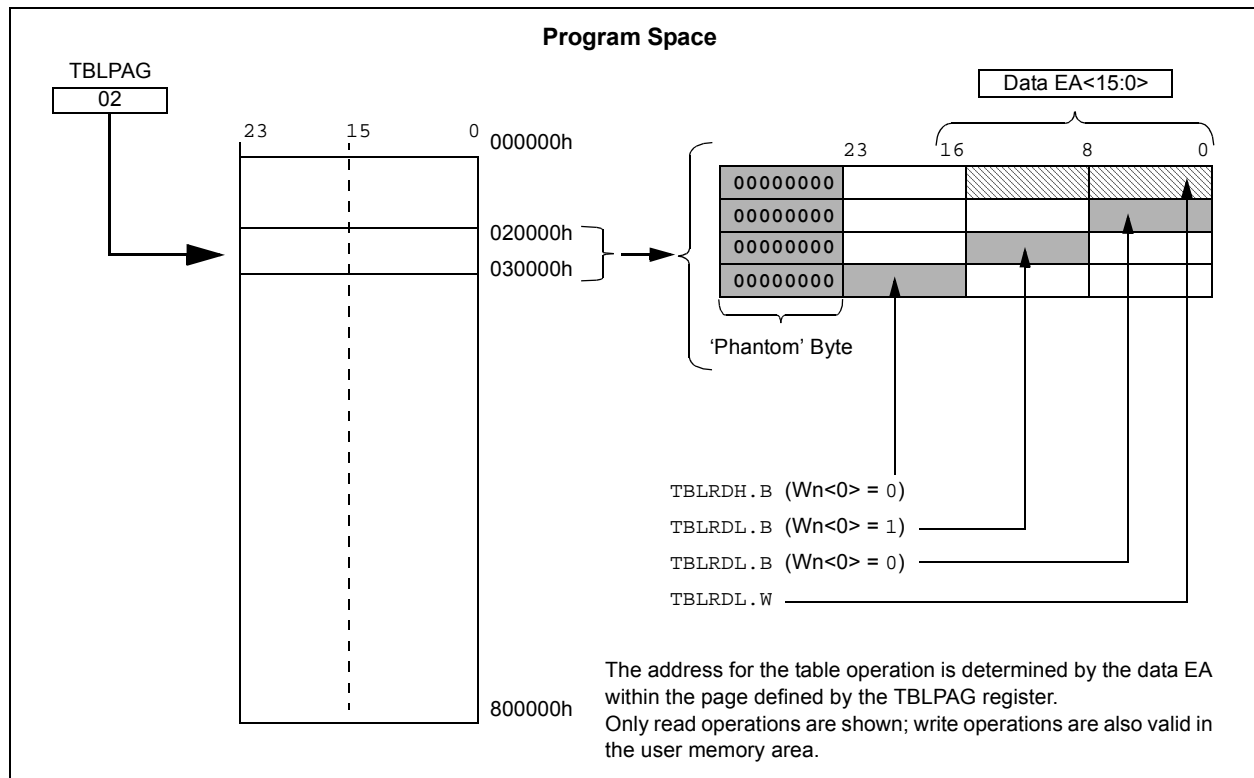 Program Space
TBLPAG
02
Data EA<15:0>
23 15 0
000000h
020000h
030000h
800000h
23 16 8 0
00000000
00000000
00000000
00000000
‘Phantom’ Byte
TBLRDH.B (Wn<0> = 0)
TBLRDL.B (Wn<0> = 1)
TBLRDL.B (Wn<0> = 0)
TBLRDL.W
The address for the table operation is determined by the data EA
within the page defined by the TBLPAG register.
Only read operations are shown; write operations are also valid in
the user memory area.